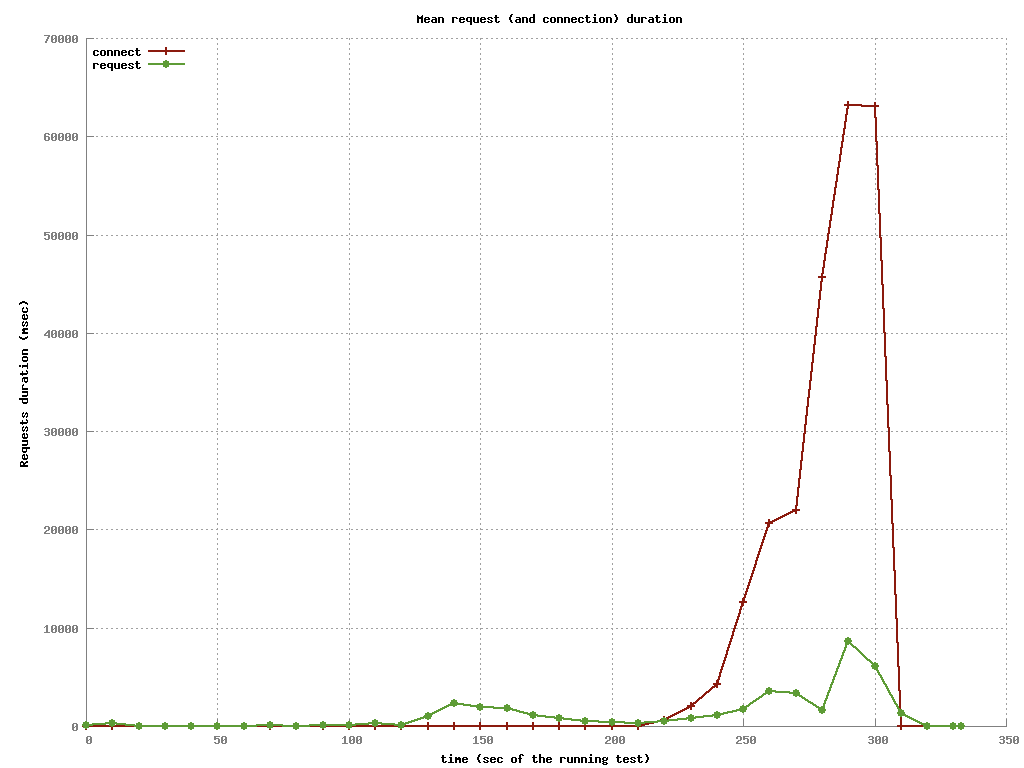 Mean request (and connection) duration
70000
connect
request
60000
50000
40000
30000
20000
10000
0
Requests duration (msec)
0 50 100 150 200 250 300 350
time (sec of the running test)